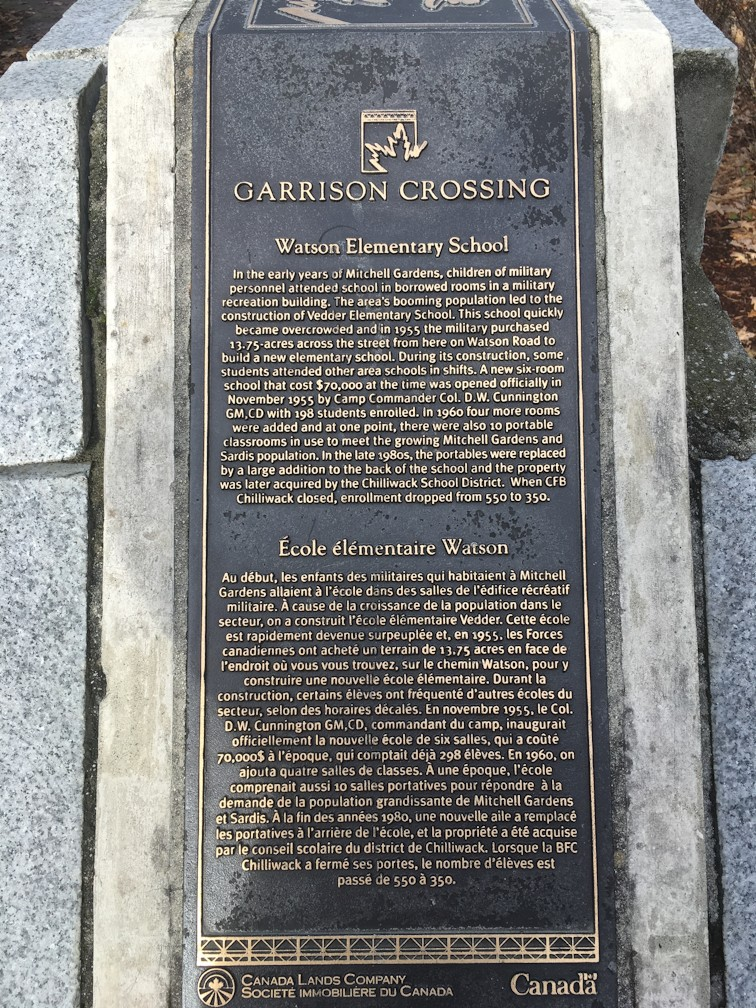 GARRISON CROSSING
Watson Elementary School
In the early years of Mitchell Gardens, children of military
personnel attended school in borrowed rooms in a military
recreation building. The area's booming population led to the
construction of Vedder Elementary School. This school quickly
became overcrowded and in 1955 the military purchased
13.75-acres across the street from here on Watson Road to
build a new elementary school. During its construction, some
students attended other area schools in shifts. A new six-room
school that cost $70,000 at the time was opened officially in
November 1955 by Camp Commander Col. D.W. Cunnington
GM,CD with 198 students enrolled. In 1960 four more rooms
were added and at one point, there were also 10 portable
classrooms in use to meet the growing Mitchell Gardens and
Sardis population. In the late 1980s, the portables were replaced
by a large addition to the back of the school and the property
was later acquired by the Chilliwack School District. When CFB
Chilliwack closed, enrollment dropped from 550 to 350.
École élémentaire Watson
Au début, les enfants des militaires qui habitaient à Mitchell
Gardens allaient à l'école dans des salles de l'édifice récréatif
militaire. À cause de la croissance de la population dans le
secteur, on a construit l'école élémentaire Vedder. Cette école
est rapidement devenue surpeuplée et, en 1955, les Forces
canadiennes ont acheté un terrain de 13.75 acres en face de
l'endroit où vous vous trouvez, sur le chemin Watson, pour y
construire une nouvelle école élémentaire. Durant la
construction, certains élèves ont fréquenté d'autres écoles du
secteur, selon des horaires décalés. En novembre 1955, le Col.
D.W. Cunnington GM,CD, commandant du camp, inaugurait
officiellement la nouvelle école de six salles, qui a coûté
70,000$ à l'époque, qui comptait déjà 298 élèves. En 1960, on
ajouta quatre salles de classes. À une époque, l'école
comprenait aussi 10 salles portatives pour répondre à la
demande de la population grandissante de Mitchell Gardens
et Sardis. À la fin des années 1980, une nouvelle aile a remplacé
les portatives à l'arrière de l'école, et la propriété a été acquise
par le conseil scolaire du district de Chilliwack. Lorsque la BFC
Chilliwack a fermé ses portes, le nombre d'élèves est
passé de 550 à 350.
CANADA LANDS COMPANY
SOCIÉTÉ IMMOBILIÈRE DU CANADA
Canada